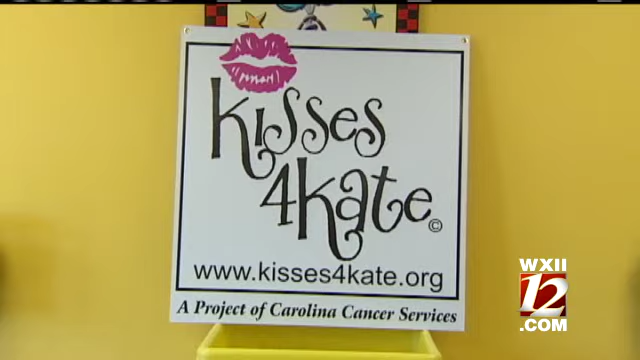 Kisses
4Kate©
www.kisses4kate.org
A Project of Carolina Cancer Services
WXII
12
.COM